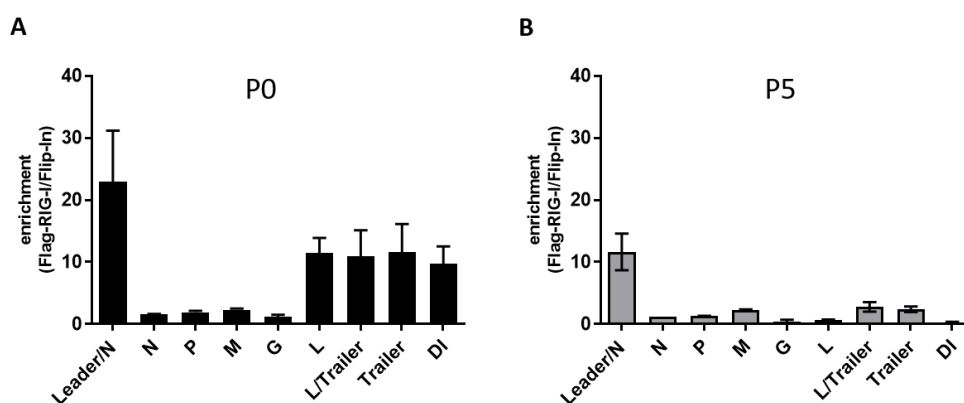 A
P0
enrichment
(Flag-RIG-I/Flip-In)
40
30
20
10
0
Leader/N
N
P
M
G
L
L/Trailer
Trailer
DI
B
P5
enrichment
(Flag-RIG-I/Flip-In)
40
30
20
10
0
Leader/N
N
P
M
G
L
L/Trailer
Trailer
DI